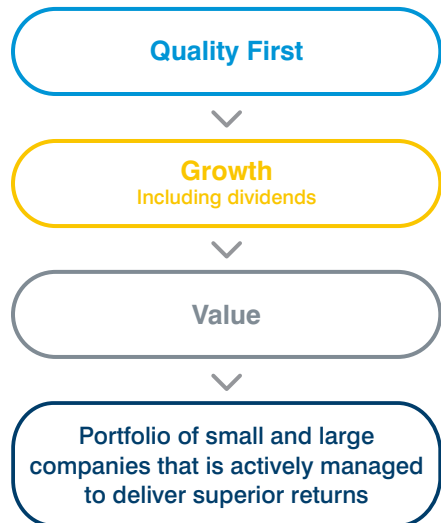 Quality First
Growth
Including dividends
Value
Portfolio of small and large
companies that is actively managed
to deliver superior returns